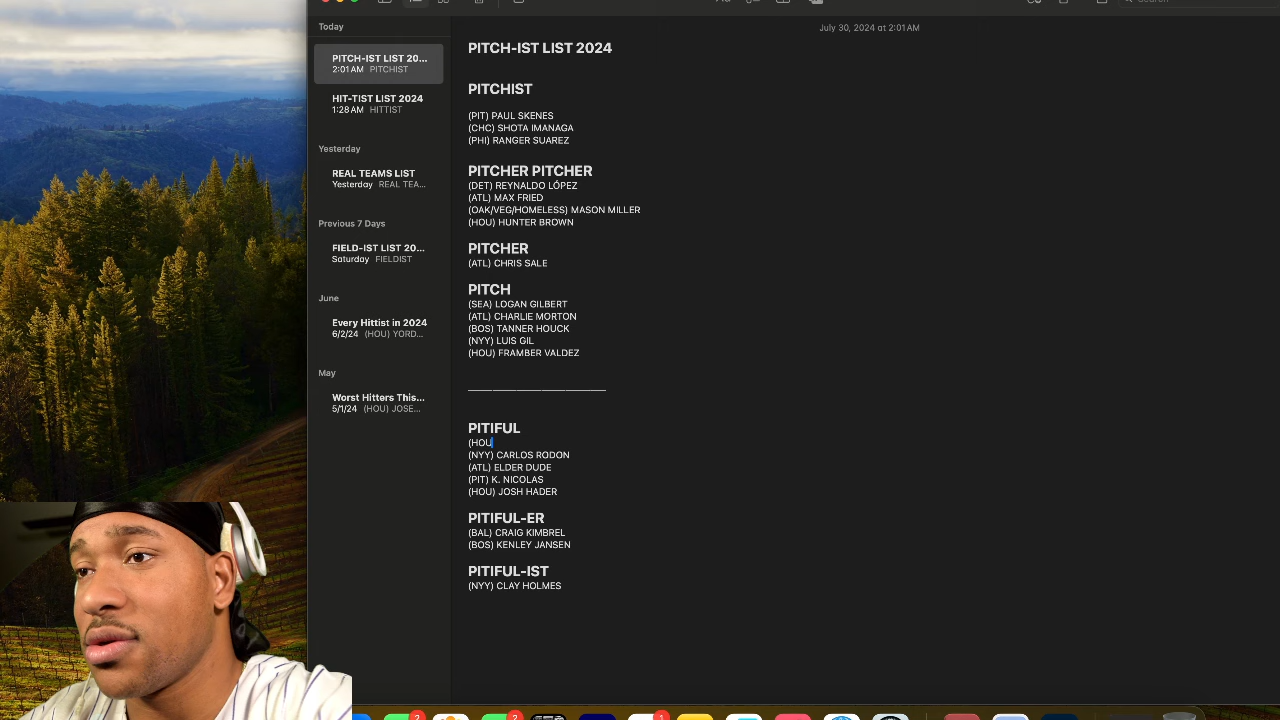 Today
PITCH-IST LIST 20...
2:01 AM PITCHIST
HIT-TIST LIST 2024
1:28 AM HITTIST
Yesterday
REAL TEAMS LIST
Yesterday REAL TEA...
Previous 7 Days
FIELD-IST LIST 20...
Saturday FIELDIST
June
Every Hittist in 2024
6/2/24 (HOU) YORD...
May
Worst Hitters This...
5/1/24 (HOU) JOSE...
Search
July 30, 2024 at 2:01 AM
PITCH-IST LIST 2024
PITCHIST
(PIT) PAUL SKENES
(CHC) SHOTA IMANAGA
(PHI) RANGER SUAREZ
PITCHER PITCHER
(DET) REYNALDO LÓPEZ
(ATL) MAX FRIED
(OAK/VEG/HOMELESS) MASON MILLER
(HOU) HUNTER BROWN
PITCHER
(ATL) CHRIS SALE
PITCH
(SEA) LOGAN GILBERT
(ATL) CHARLIE MORTON
(BOS) TANNER HOUCK
(NYY) LUIS GIL
(HOU) FRAMBER VALDEZ
PITIFUL
(HOU
(NYY) CARLOS RODON
(ATL) ELDER DUDE
(PIT) K. NICOLAS
(HOU) JOSH HADER
PITIFUL-ER
(BAL) CRAIG KIMBREL
(BOS) KENLEY JANSEN
PITIFUL-IST
(NYY) CLAY HOLMES
2
2
1